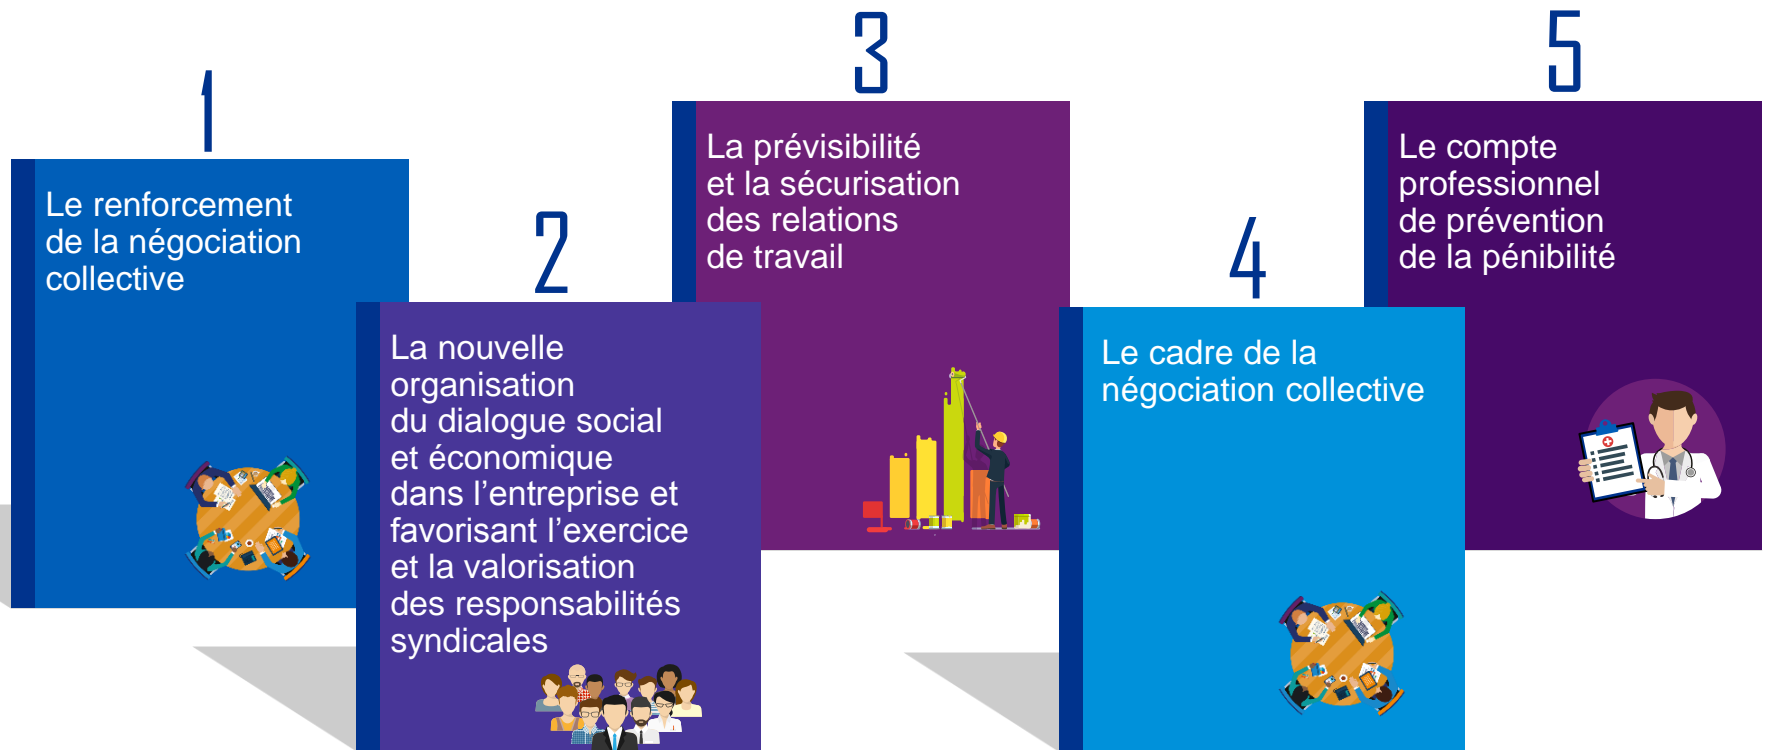 1
Le renforcement
de la négociation
collective
2
La nouvelle
organisation
du dialogue social
et économique
dans l’entreprise et
favorisant l’exercice
et la valorisation
des responsabilités
syndicales
3
La prévisibilité
et la sécurisation
des relations
de travail
4
Le cadre de la
négociation collective
5
Le compte
professionnel
de prévention
de la pénibilité